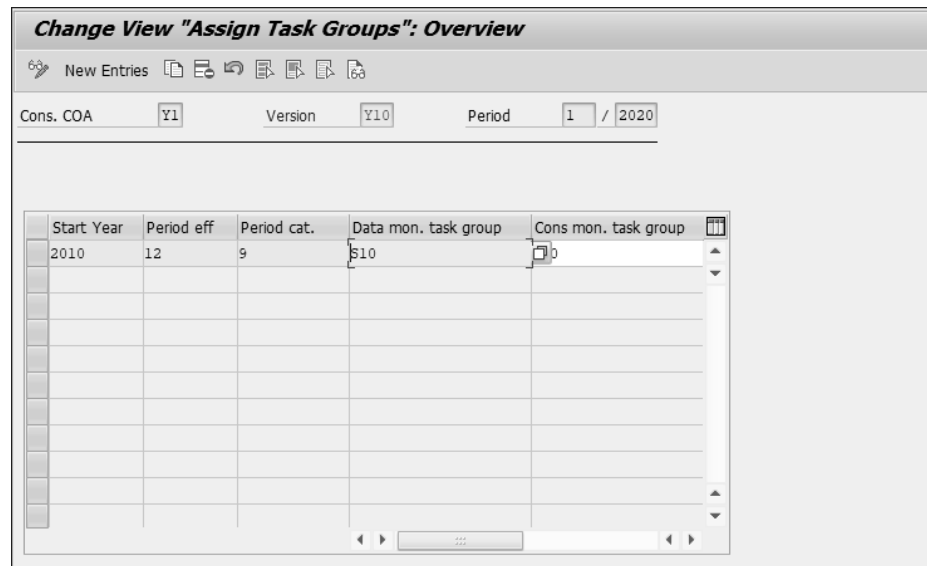 Change View "Assign Task Groups": Overview
New Entries
Cons. COA Y1 Version Y10 Period 1 / 2020
Start Year Period eff Period cat. Data mon. task group Cons mon. task group
2010 12 9 S10 0